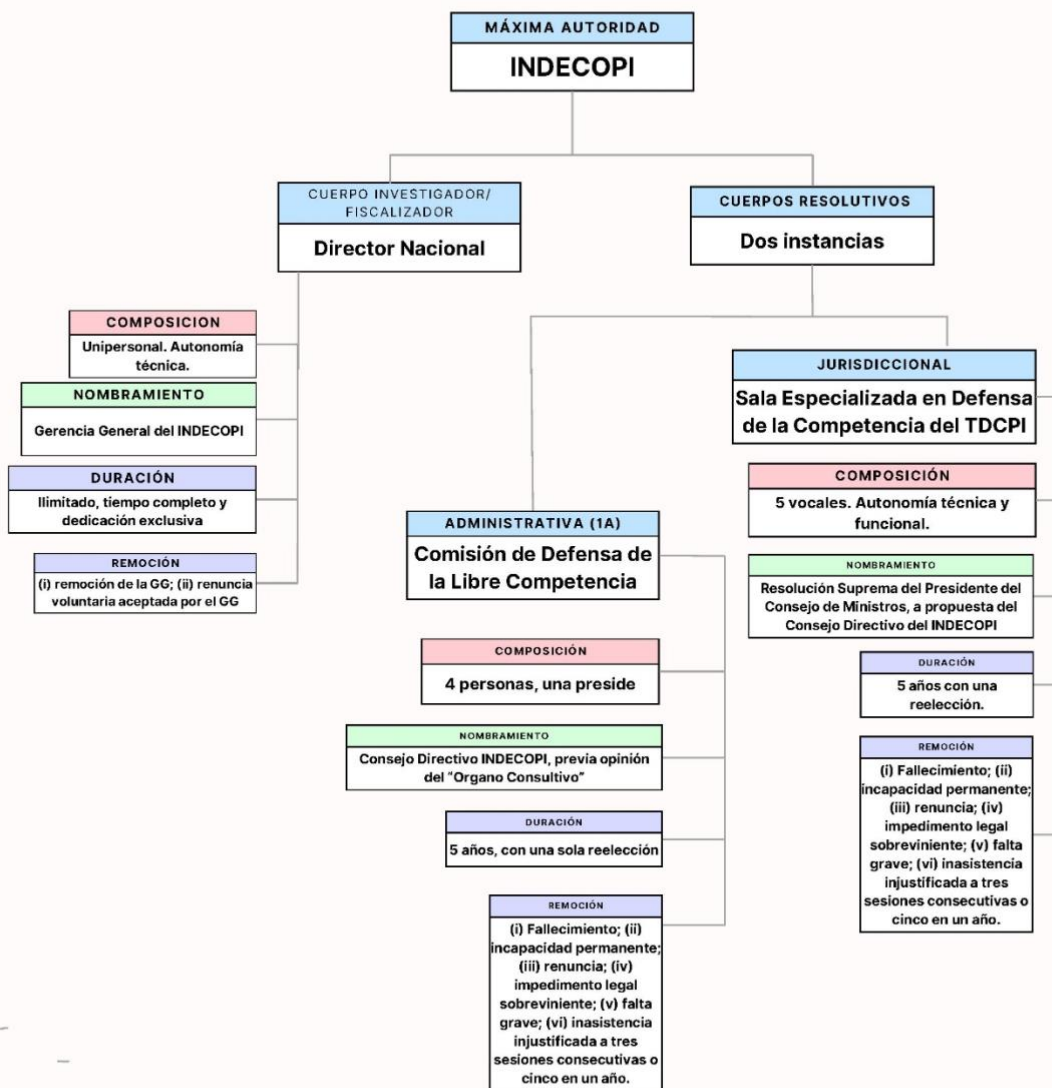 MÁXIMA AUTORIDAD
INDECOPI
CUERPO INVESTIGADOR/
FISCALIZADOR
Director Nacional
CUERPOS RESOLUTIVOS
Dos instancias
COMPOSICION
Unipersonal. Autonomía
técnica.
NOMBRAMIENTO
Gerencia General del INDECOPI
DURACIÓN
Ilimitado, tiempo completo y
dedicación exclusiva
REMOCIÓN
(i) remoción de la GG; (ii) renuncia
voluntaria aceptada por el GG
ADMINISTRATIVA (1A)
Comisión de Defensa de
la Libre Competencia
COMPOSICIÓN
4 personas, una preside
NOMBRAMIENTO
Consejo Directivo INDECOPI, previa opinión
del "Organo Consultivo"
DURACIÓN
5 años, con una sola reelección
REMOCIÓN
(i) Fallecimiento; (ii)
incapacidad permanente;
(iii) renuncia; (iv)
impedimento legal
sobreviniente; (v) falta
grave; (vi) inasistencia
injustificada a tres
sesiones consecutivas o
cinco en un año.
JURISDICCIONAL
Sala Especializada en Defensa
de la Competencia del TDCPI
COMPOSICIÓN
5 vocales. Autonomía técnica y
funcional.
NOMBRAMIENTO
Resolución Suprema del Presidente del
Consejo de Ministros, a propuesta del
Consejo Directivo del INDECOPI
DURACIÓN
5 años con una
reelección.
REMOCIÓN
(i) Fallecimiento; (ii)
incapacidad permanente;
(iii) renuncia; (iv)
impedimento legal
sobreviniente; (v) falta
grave; (vi) inasistencia
injustificada a tres
sesiones consecutivas o
cinco en un año.